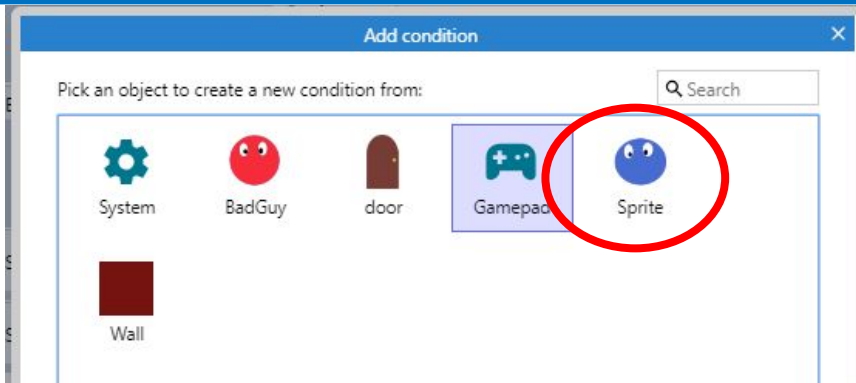 Add condition
Pick an object to create a new condition from:
Search
System
BadGuy
door
Gamepad
Sprite
Wall